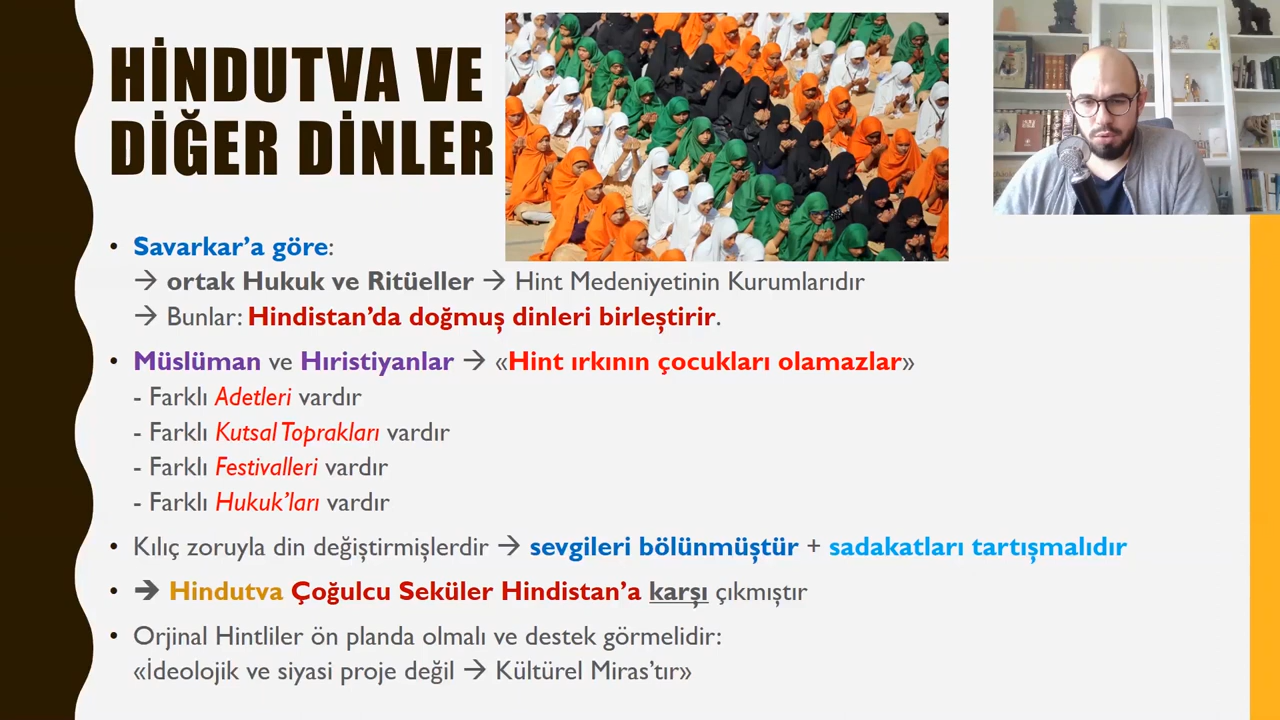 HİNDUTVA VE
DİĞER DİNLER
• Savarkar’a göre:
→ ortak Hukuk ve Ritüeller → Hint Medeniyetinin Kurumlarıdır
→ Bunlar: Hindistan’da doğmuş dinleri birleştirir.
• Müslüman ve Hıristiyanlar → «Hint ırkının çocukları olamazlar»
- Farklı Adetleri vardır
- Farklı Kutsal Toprakları vardır
- Farklı Festivalleri vardır
- Farklı Hukuk’ları vardır
• Kılıç zoruyla din değiştirmişlerdir → sevgileri bölünmüştür + sadakatları tartışmalıdır
• → Hindutva Çoğulcu Seküler Hindistan’a karşı çıkmıştır
• Orjinal Hintliler ön planda olmalı ve destek görmelidir:
«İdeolojik ve siyasi proje değil → Kültürel Miras’tır»